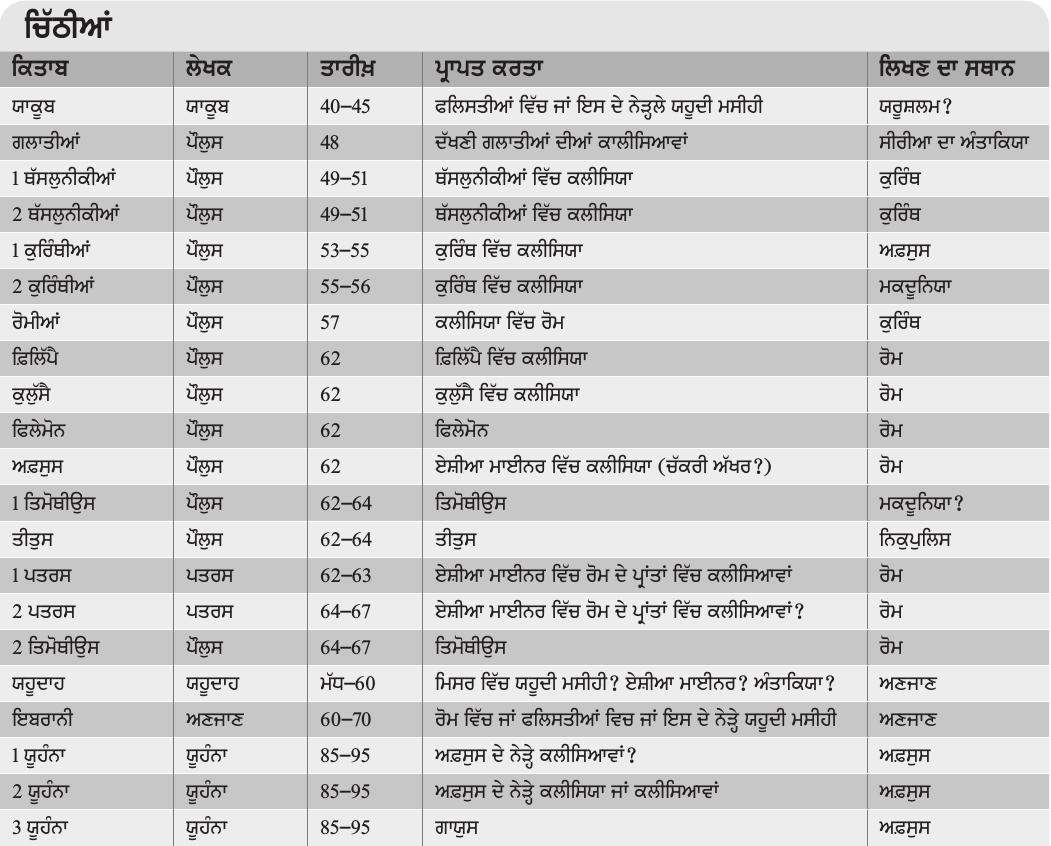 ਚਿੱਠੀਆਂ
ਕਿਤਾਬ ਲੇਖਕ ਤਾਰੀਖ਼ ਪ੍ਰਾਪਤ ਕਰਤਾ ਲਿਖਣ ਦਾ ਸਥਾਨ
ਯਾਕੂਬ ਯਾਕੂਬ 40–45 ਫਲਿਸਤੀਆਂ ਵਿੱਚ ਜਾਂ ਇਸ ਦੇ ਨੇੜ੍ਹਲੇ ਯਹੂਦੀ ਮਸੀਹੀ ਯਰੂਸ਼ਲਮ?
ਗਲਾਤੀਆਂ ਪੌਲੁਸ 48 ਦੱਖਣੀ ਗਲਾਤੀਆਂ ਦੀਆਂ ਕਾਲੀਸਿਆਵਾਂ ਸੀਰੀਆ ਦਾ ਅੰਤਾਕਿਯਾ
1 ਥੱਸਲੁਨੀਕੀਆਂ ਪੌਲੁਸ 49–51 ਥੱਸਲੁਨੀਕੀਆਂ ਵਿੱਚ ਕਲੀਸਿਯਾ ਕੁਰਿੰਥ
2 ਥੱਸਲੁਨੀਕੀਆਂ ਪੌਲੁਸ 49–51 ਥੱਸਲੁਨੀਕੀਆਂ ਵਿੱਚ ਕਲੀਸਿਯਾ ਕੁਰਿੰਥ
1 ਕੁਰਿੰਥੀਆਂ ਪੌਲੁਸ 53–55 ਕੁਰਿੰਥ ਵਿੱਚ ਕਲੀਸਿਯਾ ਅਫ਼ਸੁਸ
2 ਕੁਰਿੰਥੀਆਂ ਪੌਲੁਸ 55–56 ਕੁਰਿੰਥ ਵਿੱਚ ਕਲੀਸਿਯਾ ਮਕਦੂਨਿਯਾ
ਰੋਮੀਆਂ ਪੌਲੁਸ 57 ਕਲੀਸਿਯਾ ਵਿੱਚ ਰੋਮ ਕੁਰਿੰਥ
ਫ਼ਿਲਿੱਪੈ ਪੌਲੁਸ 62 ਫ਼ਿਲਿੱਪੈ ਵਿੱਚ ਕਲੀਸਿਯਾ ਰੋਮ
ਕੁਲੁੱਸੈ ਪੌਲੁਸ 62 ਕੁਲੁੱਸੈ ਵਿੱਚ ਕਲੀਸਿਯਾ ਰੋਮ
ਫਿਲੇਮੋਨ ਪੌਲੁਸ 62 ਫਿਲੇਮੋਨ ਰੋਮ
ਅਫ਼ਸੁਸ ਪੌਲੁਸ 62 ਏਸ਼ੀਆ ਮਾਈਨਰ ਵਿੱਚ ਕਲੀਸਿਯਾ (ਚੱਕਰੀ ਅੱਖਰ?) ਰੋਮ
1 ਤਿਮੋਥੀਉਸ ਪੌਲੁਸ 62–64 ਤਿਮੋਥੀਉਸ ਮਕਦੂਨਿਯਾ?
ਤੀਤੁਸ ਪੌਲੁਸ 62–64 ਤੀਤੁਸ ਨਿਕੁਪੁਲਿਸ
1 ਪਤਰਸ ਪਤਰਸ 62–63 ਏਸ਼ੀਆ ਮਾਈਨਰ ਵਿੱਚ ਰੋਮ ਦੇ ਪ੍ਰਾਂਤਾਂ ਵਿੱਚ ਕਲੀਸਿਆਵਾਂ ਰੋਮ
2 ਪਤਰਸ ਪਤਰਸ 64–67 ਏਸ਼ੀਆ ਮਾਈਨਰ ਵਿੱਚ ਰੋਮ ਦੇ ਪ੍ਰਾਂਤਾਂ ਵਿੱਚ ਕਲੀਸਿਆਵਾਂ? ਰੋਮ
2 ਤਿਮੋਥੀਉਸ ਪੌਲੁਸ 64–67 ਤਿਮੋਥੀਉਸ ਰੋਮ
ਯਹੂਦਾਹ ਯਹੂਦਾਹ ਮੱਧ–60 ਮਿਸਰ ਵਿੱਚ ਯਹੂਦੀ ਮਸੀਹੀ? ਏਸ਼ੀਆ ਮਾਈਨਰ? ਅੰਤਾਕਿਯਾ? ਅਣਜਾਣ
ਇਬਰਾਨੀ ਅਣਜਾਣ 60–70 ਰੋਮ ਵਿੱਚ ਜਾਂ ਫਲਿਸਤੀਆਂ ਵਿਚ ਜਾਂ ਇਸ ਦੇ ਨੇੜ੍ਹੇ ਯਹੂਦੀ ਮਸੀਹੀ ਅਣਜਾਣ
1 ਯੂਹੰਨਾ ਯੂਹੰਨਾ 85–95 ਅਫ਼ਸੁਸ ਦੇ ਨੇੜ੍ਹੇ ਕਲੀਸਿਆਵਾਂ? ਅਫ਼ਸੁਸ
2 ਯੂਹੰਨਾ ਯੂਹੰਨਾ 85–95 ਅਫ਼ਸੁਸ ਦੇ ਨੇੜ੍ਹੇ ਕਲੀਸਿਯਾ ਜਾਂ ਕਲੀਸਿਆਵਾਂ ਅਫ਼ਸੁਸ
3 ਯੂਹੰਨਾ ਯੂਹੰਨਾ 85–95 ਗਾਯੁਸ ਅਫ਼ਸੁਸ